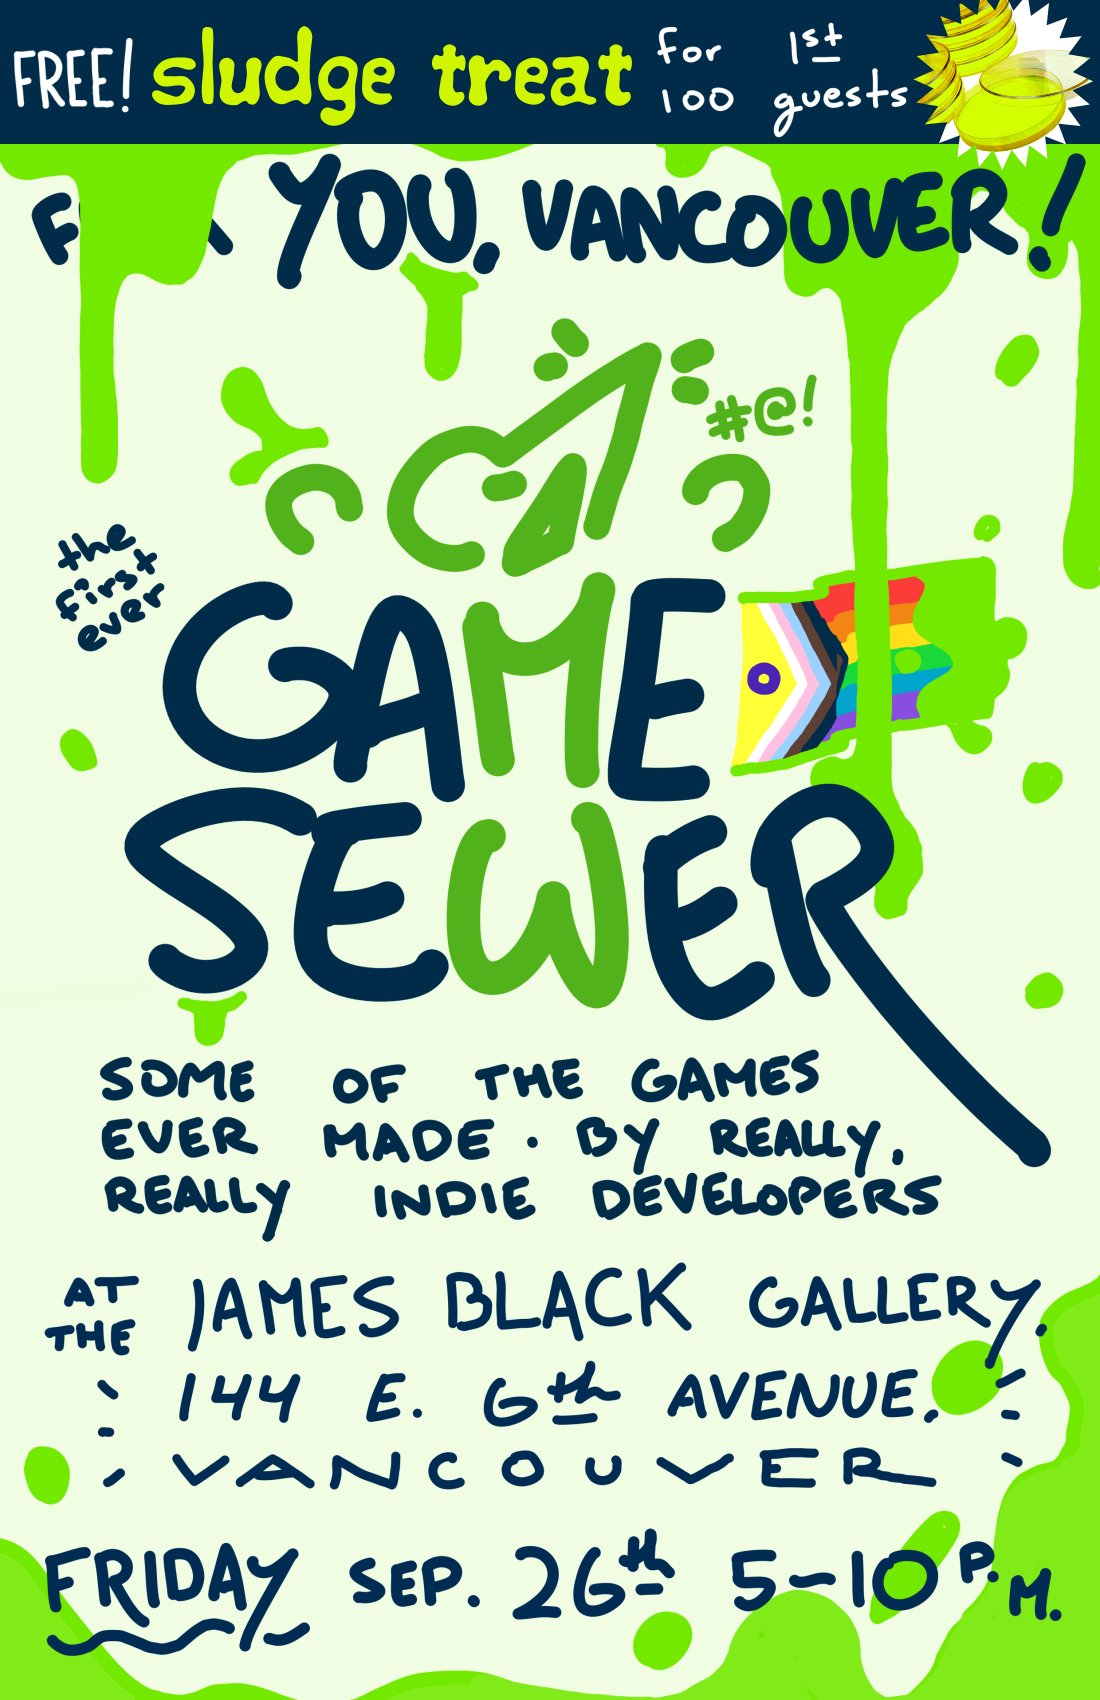 FREE! sludge treat for 1st 100 guests
YOU, VANCOUVER!
#@!
the
first
ever
GAME
SEWER
SOME OF THE GAMES
EVER MADE · BY REALLY,
REALLY INDIE DEVELOPERS
AT THE JAMES BLACK GALLERY,
144 E. 6th AVENUE,
VANCOUVER
FRIDAY SEP. 26th 5-10 P.M.